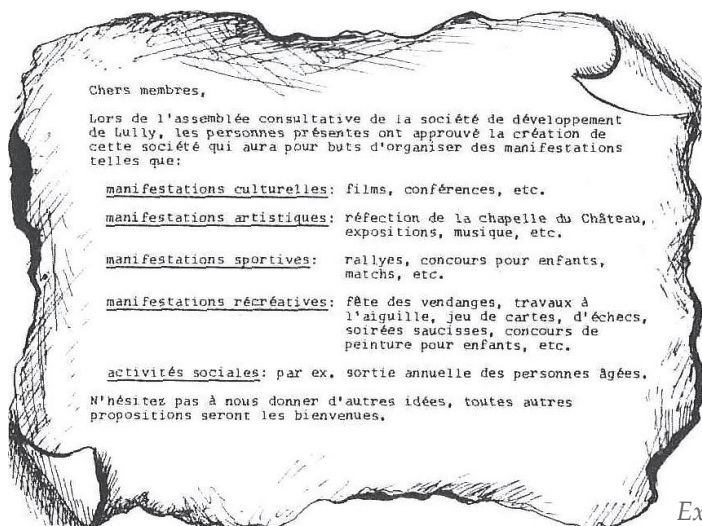 Chers membres,
Lors de l'assemblée consultative de la société de développement
de Lully, les personnes présentes ont approuvé la création de
cette société qui aura pour buts d'organiser des manifestations
telles que:
manifestations culturelles: films, conférences, etc.
manifestations artistiques: réfection de la chapelle du Château,
expositions, musique, etc.
manifestations sportives: rallyes, concours pour enfants,
matchs, etc.
manifestations récréatives: fête des vendanges, travaux à
l'aiguille, jeu de cartes, d'échecs,
soirées saucisses, concours de
peinture pour enfants, etc.
activités sociales: par ex. sortie annuelle des personnes âgées.
N'hésitez pas à nous donner d'autres idées, toutes autres
propositions seront les bienvenues.
Ex